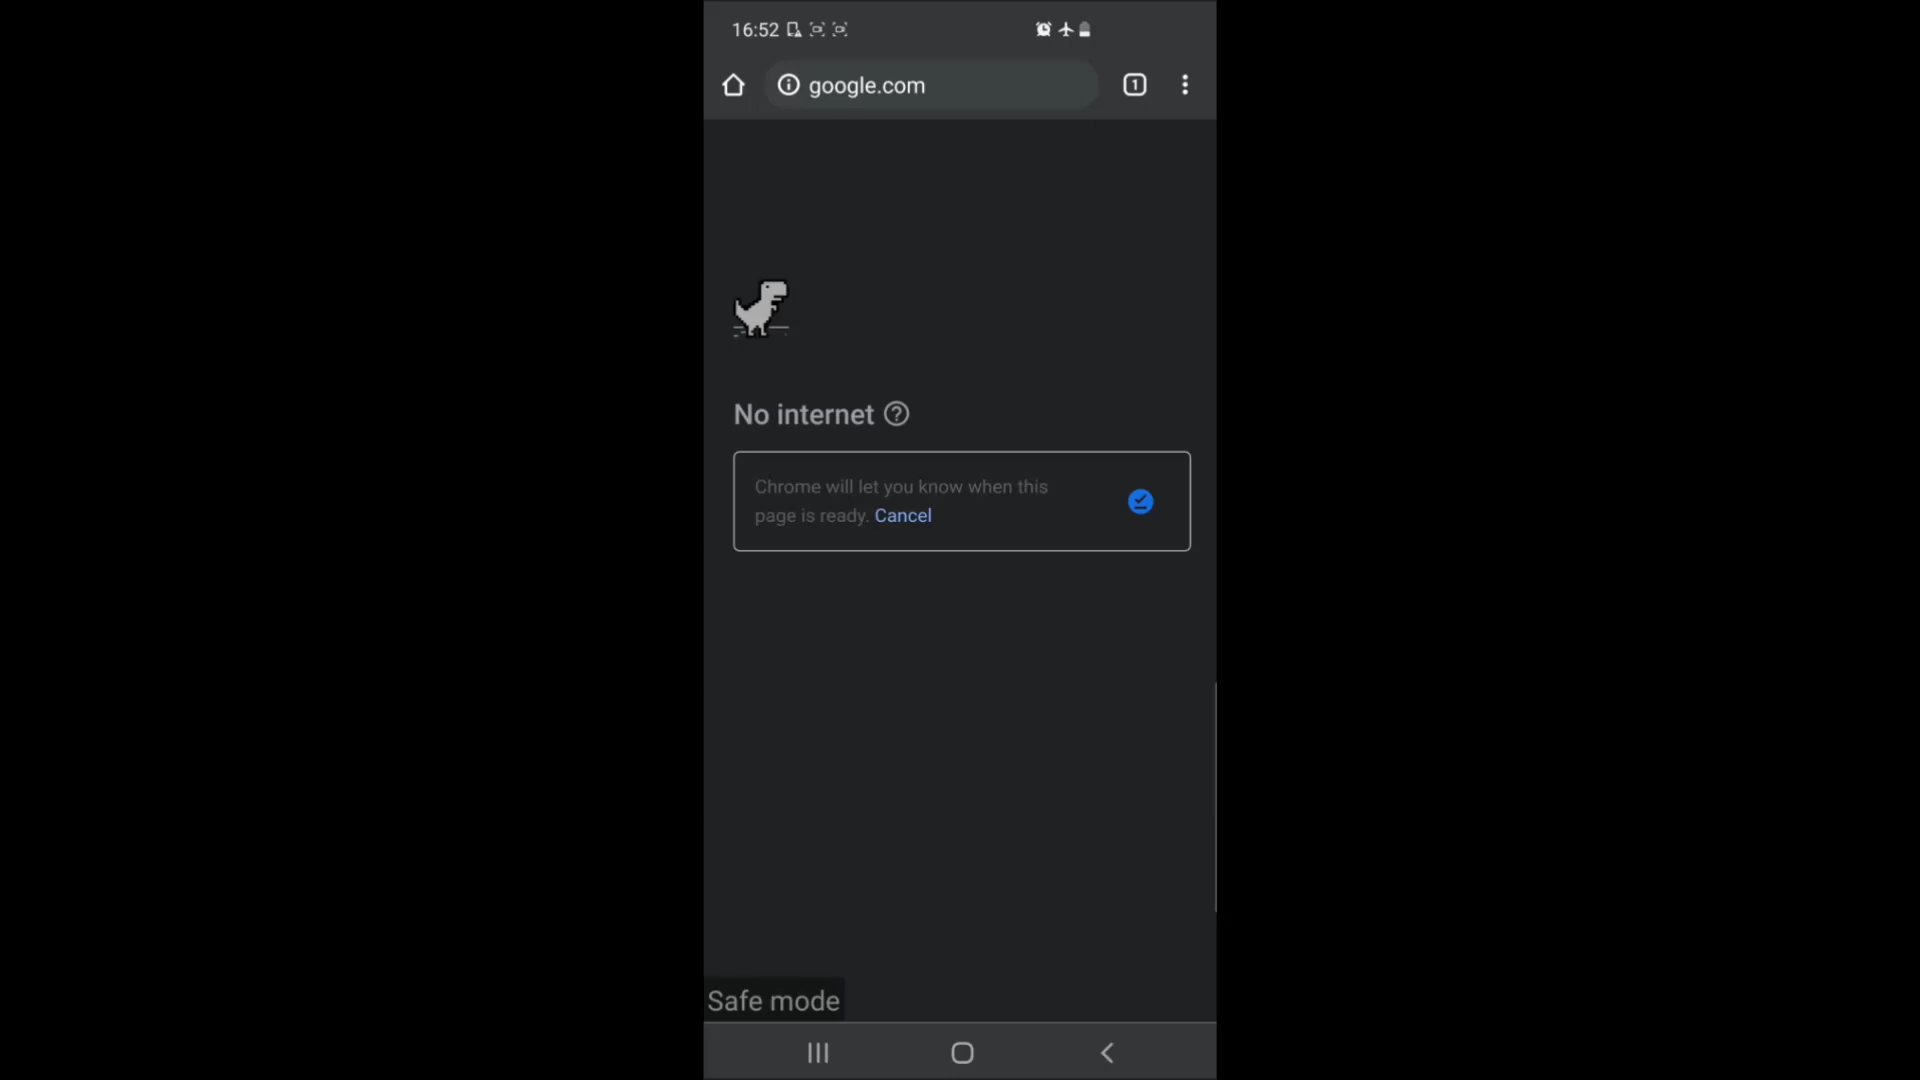 16:52
google.com
1
No internet
Chrome will let you know when this
page is ready. Cancel
Safe mode